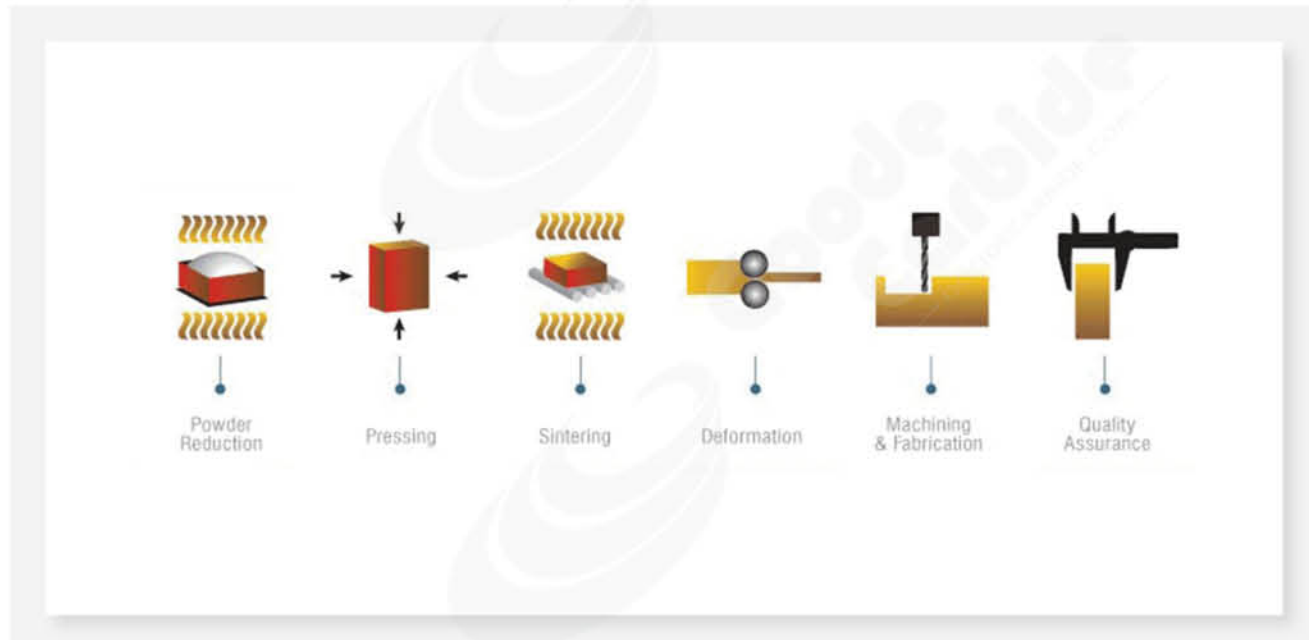 Powder
Reduction
Pressing
Sintering
Deformation
Machining
& Fabrication
Quality
Assurance